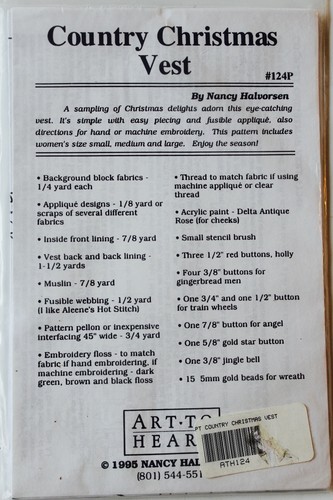 Country Christmas
Vest
#124P
By Nancy Halvorsen
A sampling of Christmas delights adorn this eye-catching
vest. It's simple with easy piecing and fusible appliqué, also
directions for hand or machine embroidery. This pattern includes
women's size small, medium and large. Enjoy the season!
• Background block fabrics -
1/4 yard each
• Appliqué designs - 1/8 yard or
scraps of several different
fabrics
• Inside front lining - 7/8 yard
• Vest back and back lining -
1-1/2 yards
• Muslin - 7/8 yard
• Fusible webbing - 1/2 yard
(I like Aleene's Hot Stitch)
• Pattern pellon or inexpensive
interfacing 45" wide - 3/4 yard
• Embroidery floss - to match
fabric if hand embroidering, if
machine embroidering - dark
green, brown and black floss
• Thread to match fabric if using
machine appliqué or clear
thread
• Acrylic paint - Delta Antique
Rose (for cheeks)
• Small stencil brush
• Three 1/2" red buttons, holly
• Four 3/8" buttons for
gingerbread men
• One 3/4" and one 1/2" button
for train wheels
• One 7/8" button for angel
• One 5/8" gold star button
• One 3/8" jingle bell
• 15 5mm gold beads for wreath
ART·TO
HEAR
PT COUNTRY CHRISTMAS VEST
ATH124
© 1995 NANCY HAL
(801) 544-551